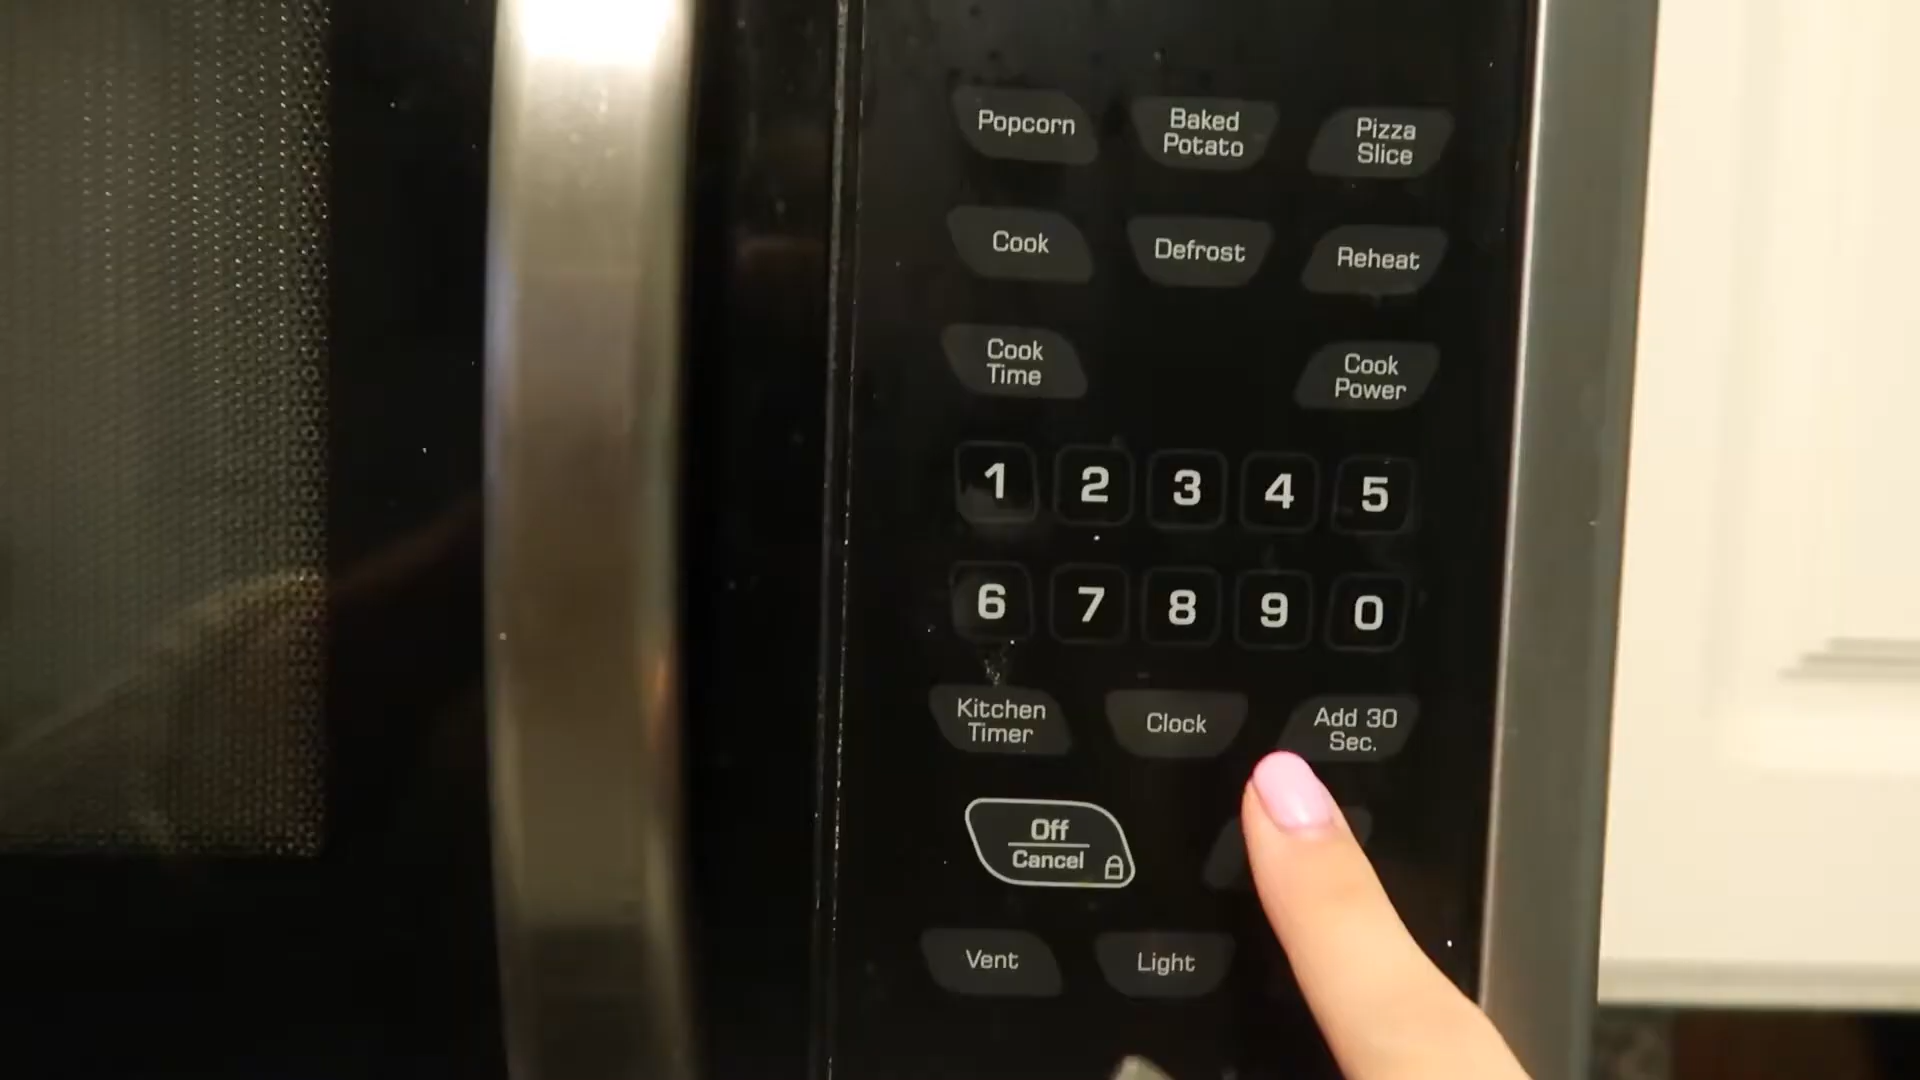 Popcorn
Baked
Potato
Pizza
Slice
Cook
Defrost
Reheat
Cook
Time
Cook
Power
1 2 3 4 5
6 7 8 9 0
Kitchen
Timer
Clock
Add 30
Sec.
Off
Cancel
Vent
Light